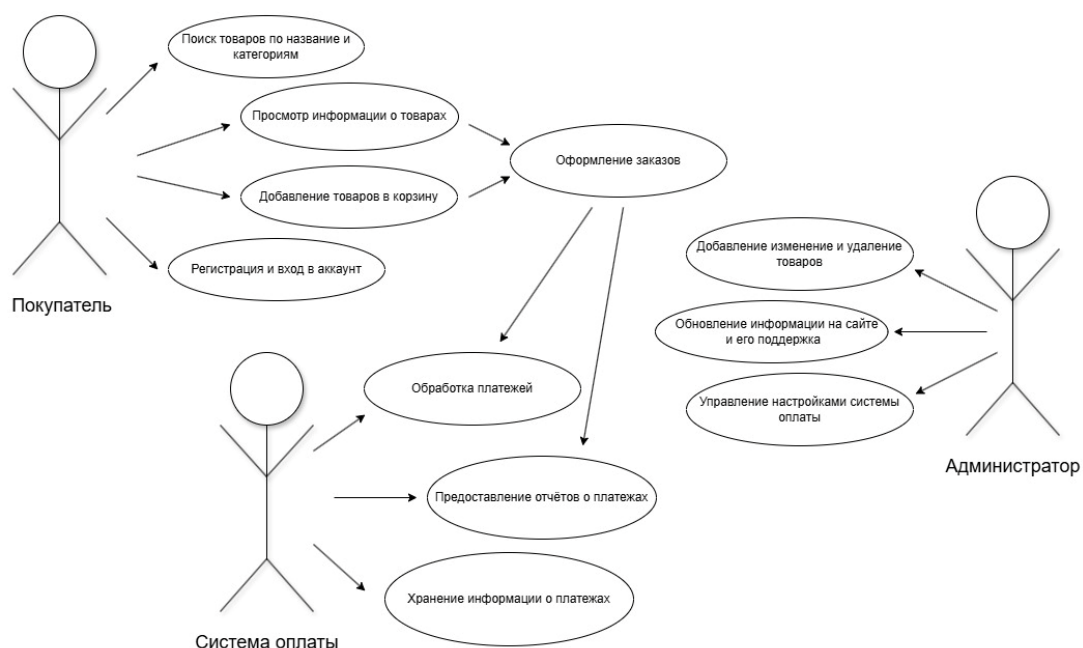 Поиск товаров по название и
категориям
Просмотр информации о товарах
Оформление заказов
Добавление товаров в корзину
Регистрация и вход в аккаунт
Покупатель
Добавление изменение и удаление
товаров
Обновление информации на сайте
и его поддержка
Управление настройками системы
оплаты
Администратор
Обработка платежей
Предоставление отчётов о платежах
Хранение информации о платежах
Система оплаты